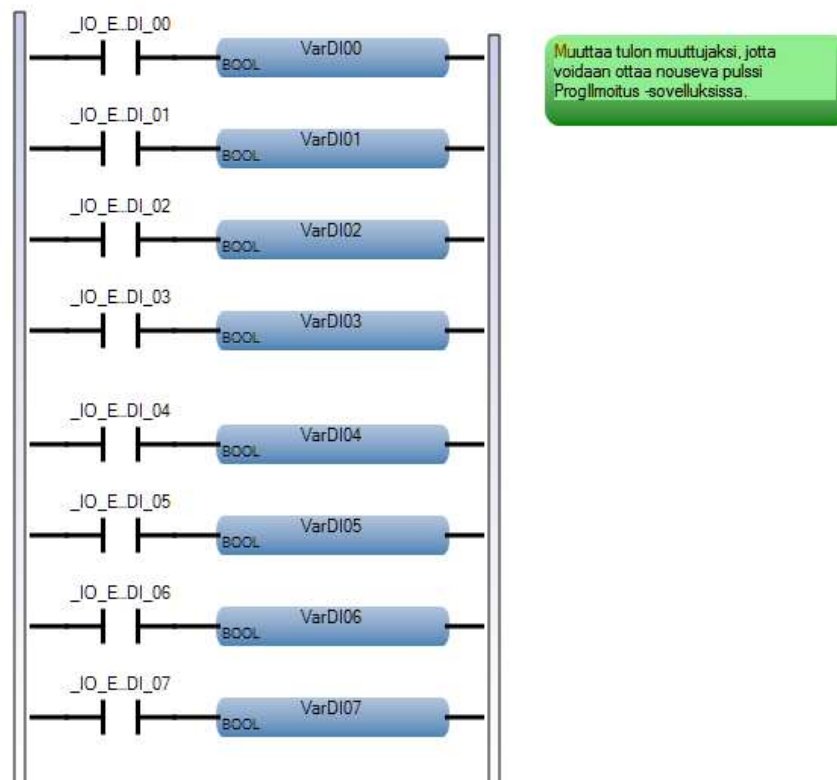 _IO_E..DI_00
VarDI00
BOOL
Muuttaa tulon muuttujaksi, jotta
voidaan ottaa nouseva pulssi
ProgIlmoitus -sovelluksissa.
_IO_E..DI_01
VarDI01
BOOL
_IO_E..DI_02
VarDI02
BOOL
_IO_E..DI_03
VarDI03
BOOL
_IO_E..DI_04
VarDI04
BOOL
_IO_E..DI_05
VarDI05
BOOL
_IO_E..DI_06
VarDI06
BOOL
_IO_E..DI_07
VarDI07
BOOL